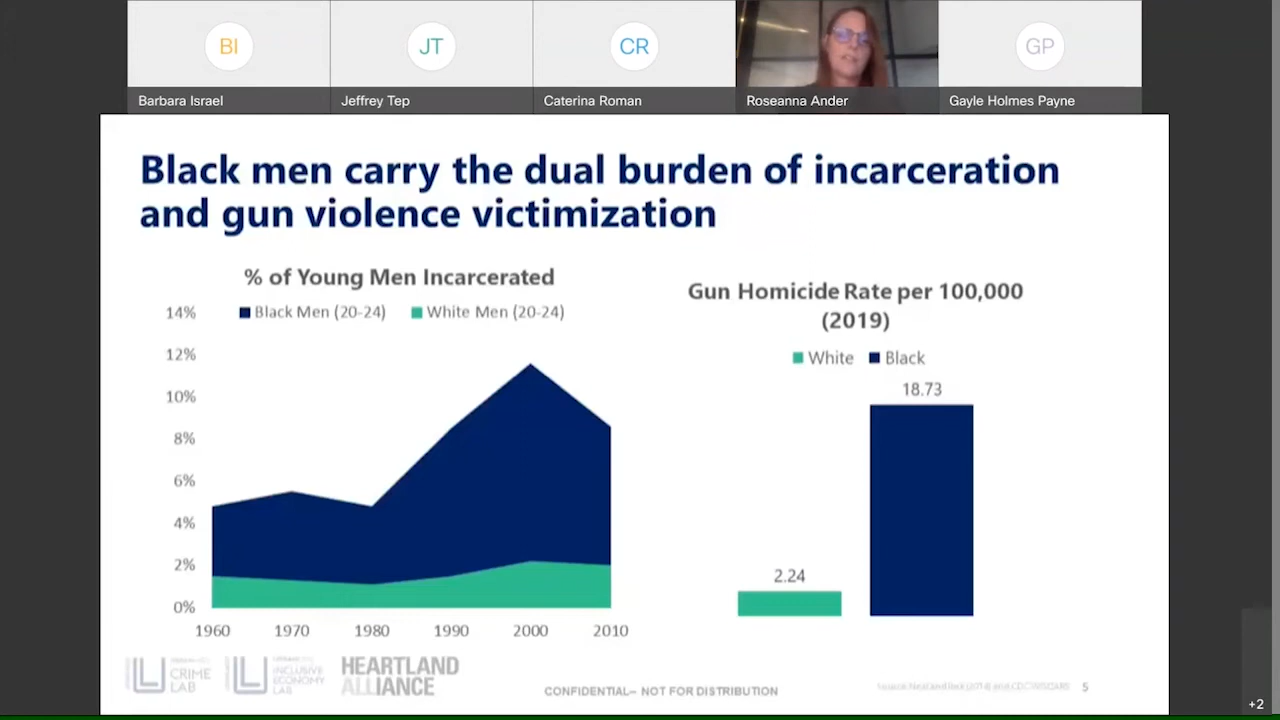 BI
JT
CR
GP
Barbara Israel
Jeffrey Tep
Caterina Roman
Roseanna Ander
Gayle Holmes Payne
Black men carry the dual burden of incarceration
and gun violence victimization
% of Young Men Incarcerated
Black Men (20-24) White Men (20-24)
14%
12%
10%
8%
6%
4%
2%
0%
1960 1970 1980 1990 2000 2010
Gun Homicide Rate per 100,000
(2019)
White Black
18.73
2.24
CRIME
LAB
INCLUSIVE
ECONOMY
LAB
HEARTLAND
ALLIANCE
CONFIDENTIAL– NOT FOR DISTRIBUTION
5
+2